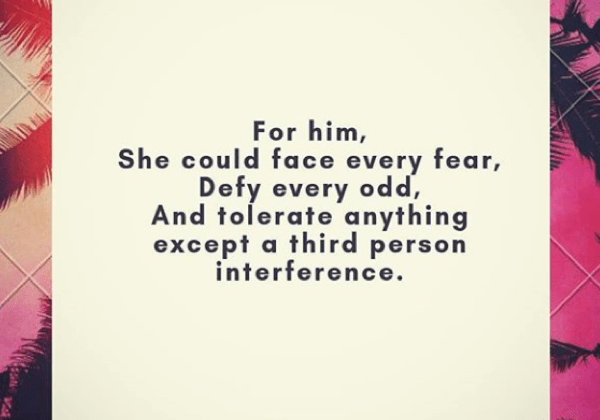 For him,
She could face every fear,
Defy every odd,
And tolerate anything
except a third person
interference.